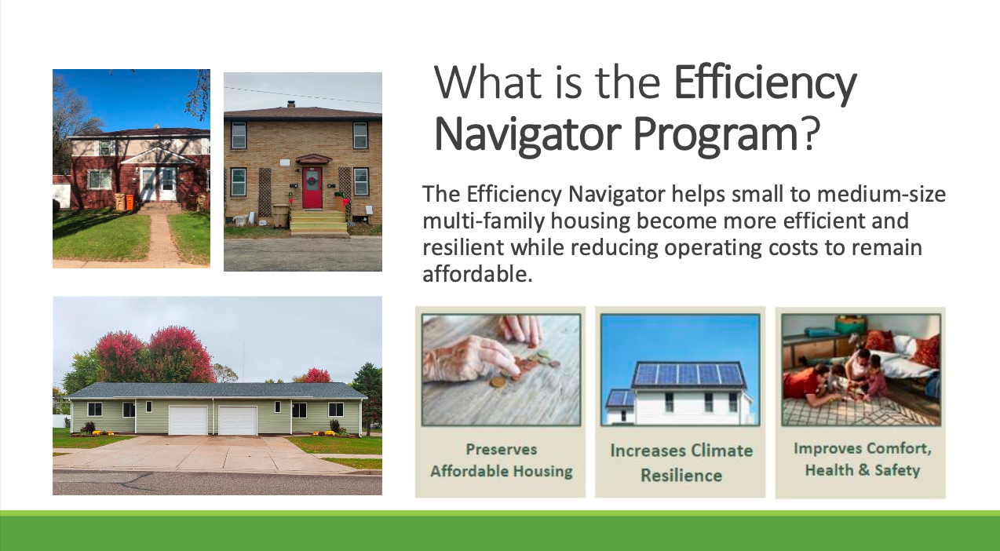 What is the Efficiency
Navigator Program?
The Efficiency Navigator helps small to medium-size
multi-family housing become more efficient and
resilient while reducing operating costs to remain
affordable.
Preserves
Affordable Housing
Increases Climate
Resilience
Improves Comfort,
Health & Safety